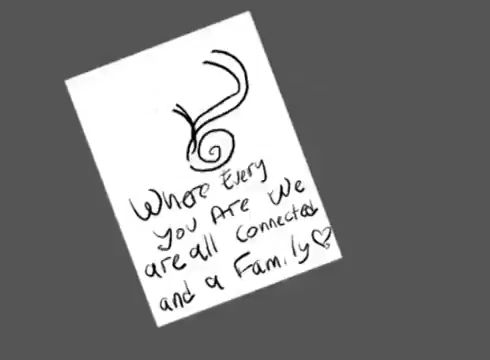 Where Every
you Are We
are all connected
and a Family♡